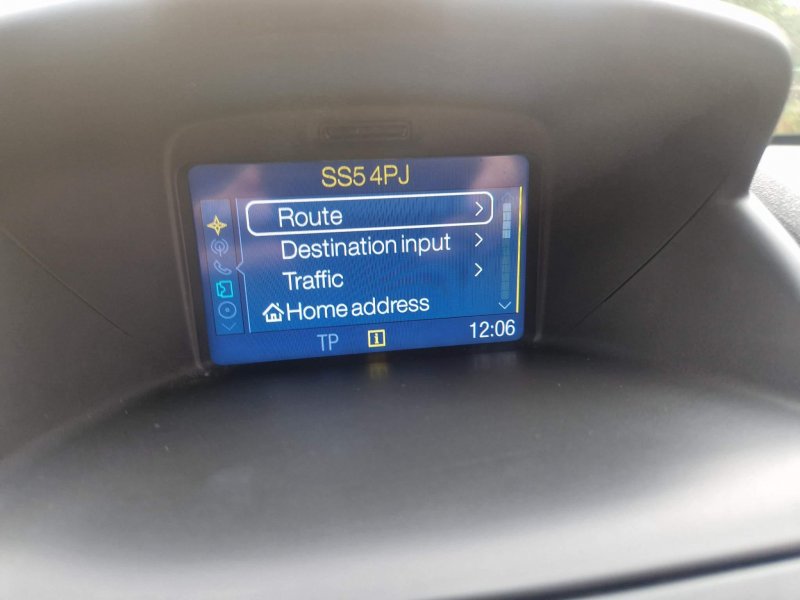 SS5 4PJ
Route
Destination input
Traffic
Home address
TP
12:06